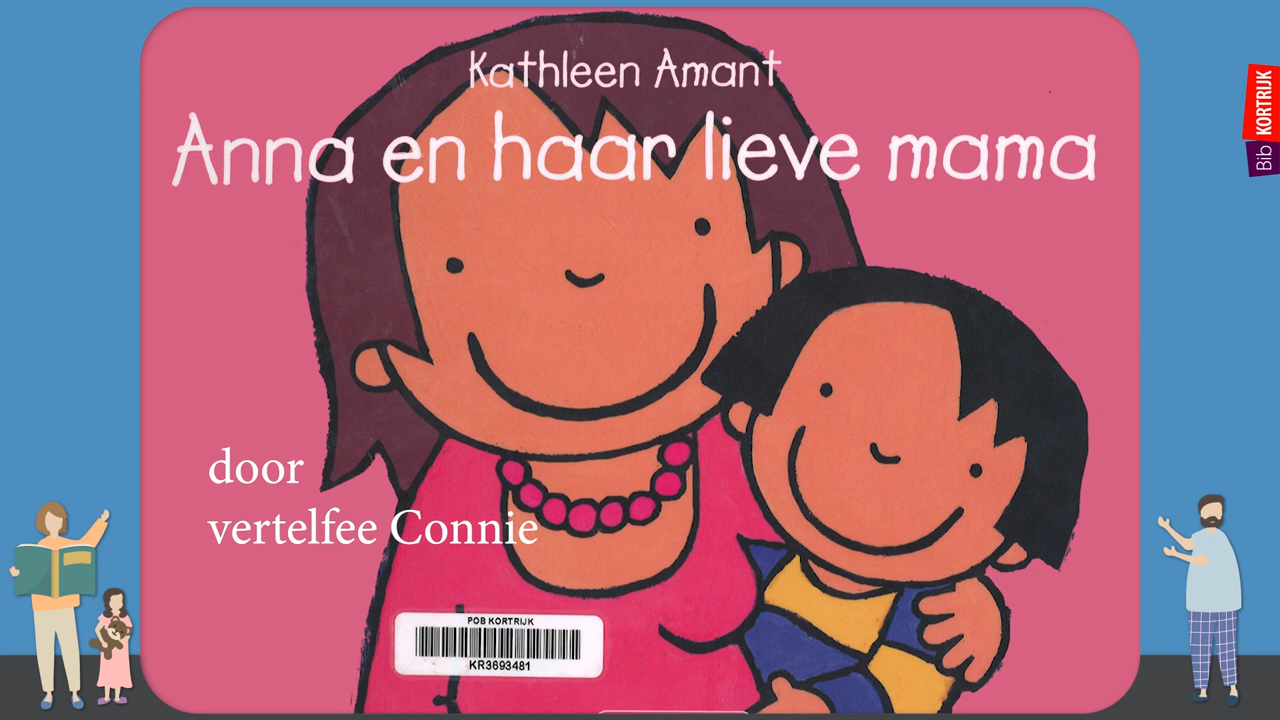 Kathleen Amant
Anna en haar lieve mama
door
vertelfee Connie
POB KORTRIJK
KR3693481
Bib KORTRIJK